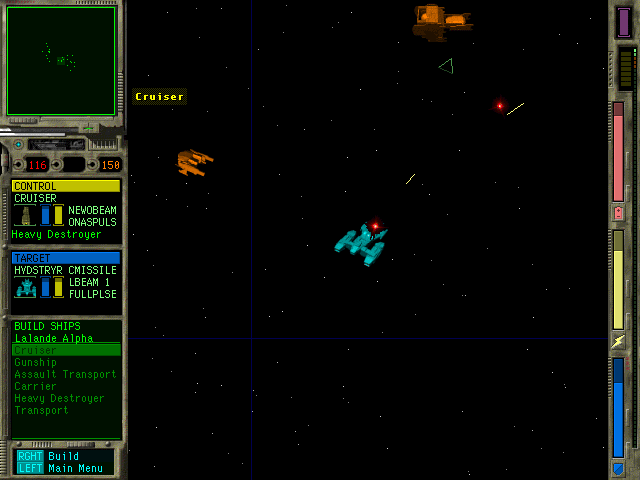 Cruiser
116 150
CONTROL
CRUISER
NEWOBEAM
ONASPULS
Heavy Destroyer
TARGET
HVDSTRYR CMISSILE
LBEAM 1
FULLPLSE
BUILD SHIPS
Lalande Alpha
Cruiser
Gunship
Assault Transport
Carrier
Heavy Destroyer
Transport
RGHT Build
LEFT Main Menu